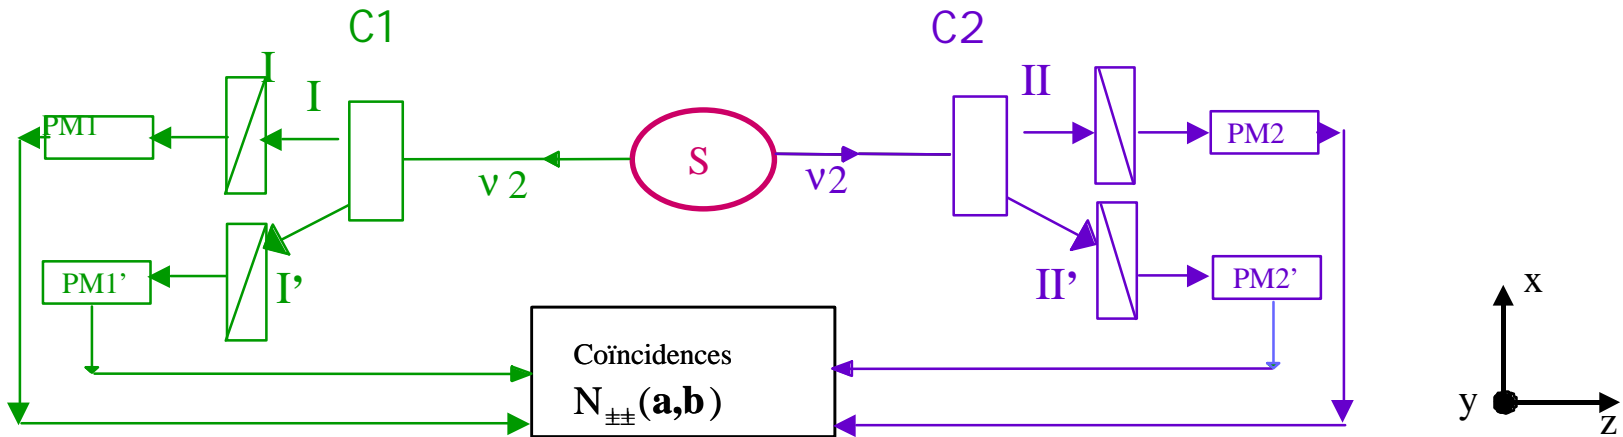 C1
C2
I
I
II
PM1
PM2
S
ν 2
ν2
PM1’
I’
II’
PM2’
x
Coïncidences
N±±(a,b)
y
z